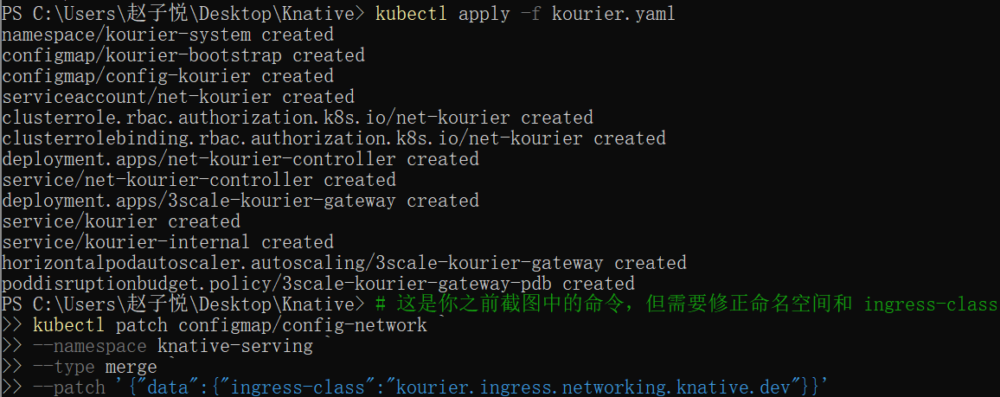 PS C:\Users\赵子悦\Desktop\Knative> kubectl apply -f kourier.yaml
namespace/kourier-system created
configmap/kourier-bootstrap created
configmap/config-kourier created
serviceaccount/net-kourier created
clusterrole.rbac.authorization.k8s.io/net-kourier created
clusterrolebinding.rbac.authorization.k8s.io/net-kourier created
deployment.apps/net-kourier-controller created
service/net-kourier-controller created
deployment.apps/3scale-kourier-gateway created
service/kourier created
service/kourier-internal created
horizontalpodautoscaler.autoscaling/3scale-kourier-gateway created
poddisruptionbudget.policy/3scale-kourier-gateway-pdb created
PS C:\Users\赵子悦\Desktop\Knative> # 这是你之前截图中的命令，但需要修正命名空间和 ingress-class
>> kubectl patch configmap/config-network `
>> --namespace knative-serving `
>> --type merge `
>> --patch '{"data":{"ingress-class":"kourier.ingress.networking.knative.dev"}}'